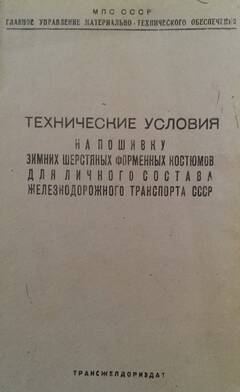 МПС СССР
ГЛАВНОЕ УПРАВЛЕНИЕ МАТЕРИАЛЬНО-ТЕХНИЧЕСКОГО ОБЕСПЕЧЕНИЯ
ТЕХНИЧЕСКИЕ УСЛОВИЯ
НА ПОШИВКУ
ЗИМНИХ ШЕРСТЯНЫХ ФОРМЕННЫХ КОСТЮМОВ
ДЛЯ ЛИЧНОГО СОСТАВА
ЖЕЛЕЗНОДОРОЖНОГО ТРАНСПОРТА СССР
ТРАНСЖЕЛДОРИЗДАТ